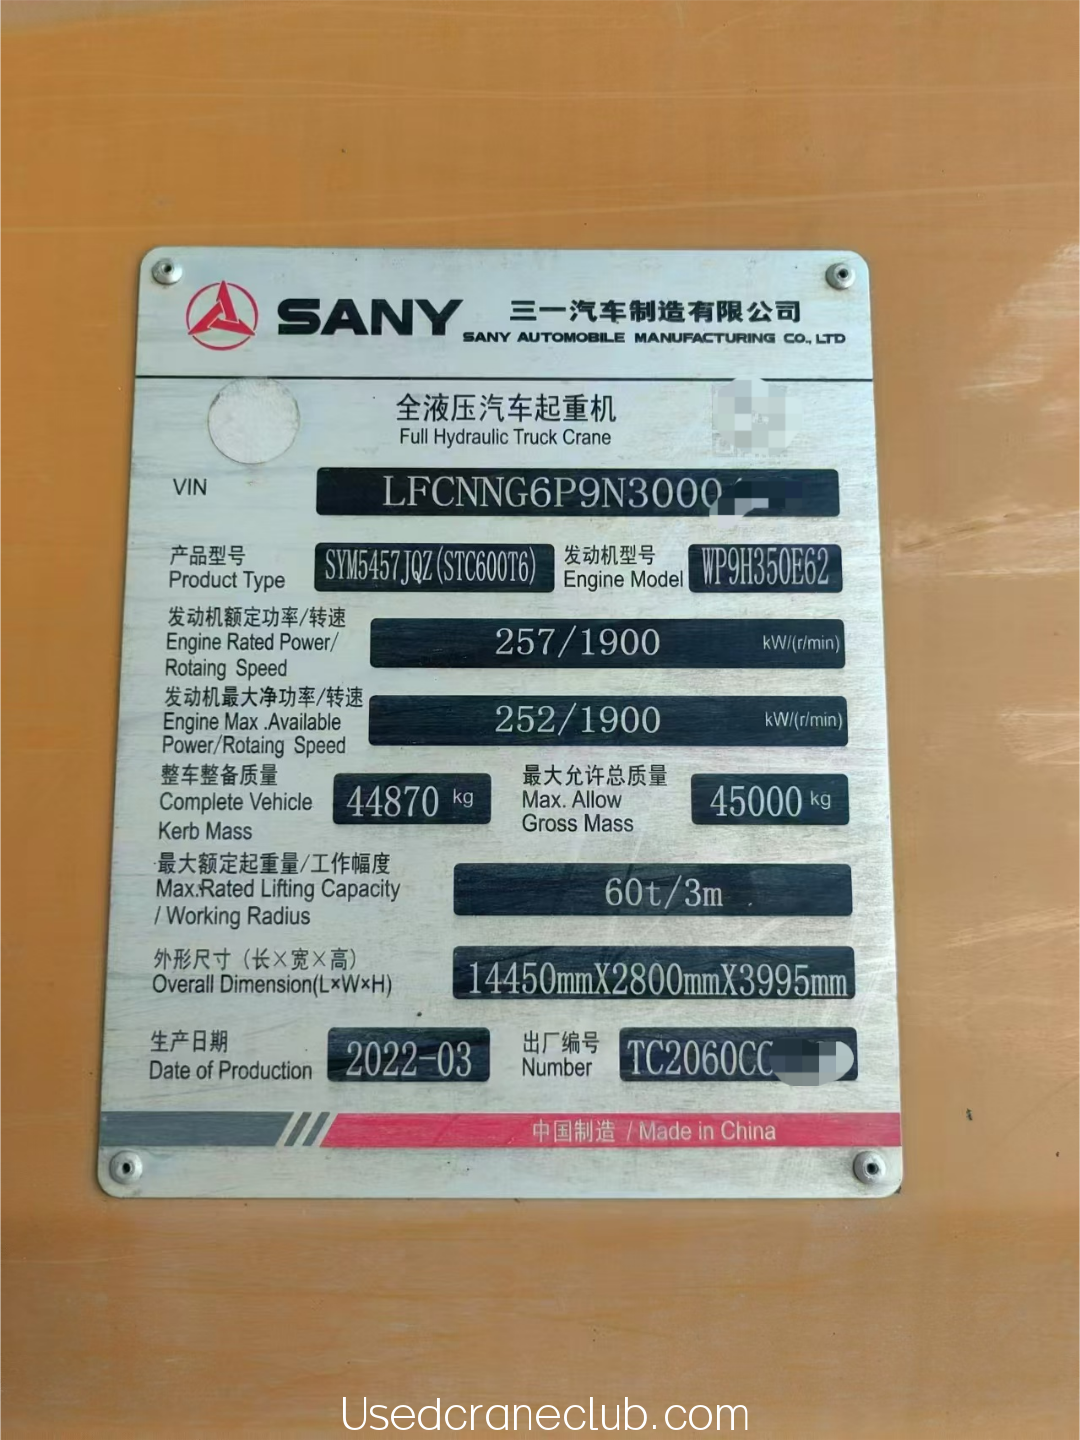 SANY 三一汽车制造有限公司
SANY AUTOMOBILE MANUFACTURING CO., LTD
全液压汽车起重机
Full Hydraulic Truck Crane
VIN LFCNNG6P9N3000
产品型号 发动机型号
Product Type SYM5457JQZ(STC600T6) Engine Model WP9H350E62
发动机额定功率/转速
Engine Rated Power/ 257/1900 kW/(r/min)
Rotaing Speed
发动机最大净功率/转速
Engine Max .Available 252/1900 kW/(r/min)
Power/Rotaing Speed
整车整备质量 最大允许总质量
Complete Vehicle 44870 kg Max. Allow 45000 kg
Kerb Mass Gross Mass
最大额定起重量/工作幅度
Max.Rated Lifting Capacity 60t/3m
/ Working Radius
外形尺寸（长×宽×高）
Overall Dimension(L×W×H) 14450mmX2800mmX3995mm
生产日期 出厂编号
Date of Production 2022-03 Number TC2060CC
中国制造 / Made in China
Usedcraneclub.com